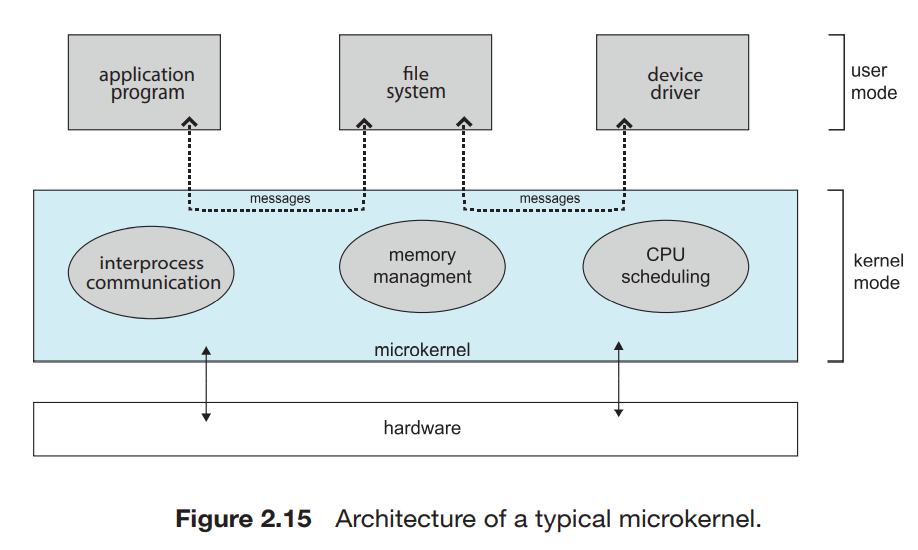 application
program
file
system
device
driver
user
mode
messages
messages
interprocess
communication
memory
managment
CPU
scheduling
kernel
mode
microkernel
hardware
Figure 2.15 Architecture of a typical microkernel.